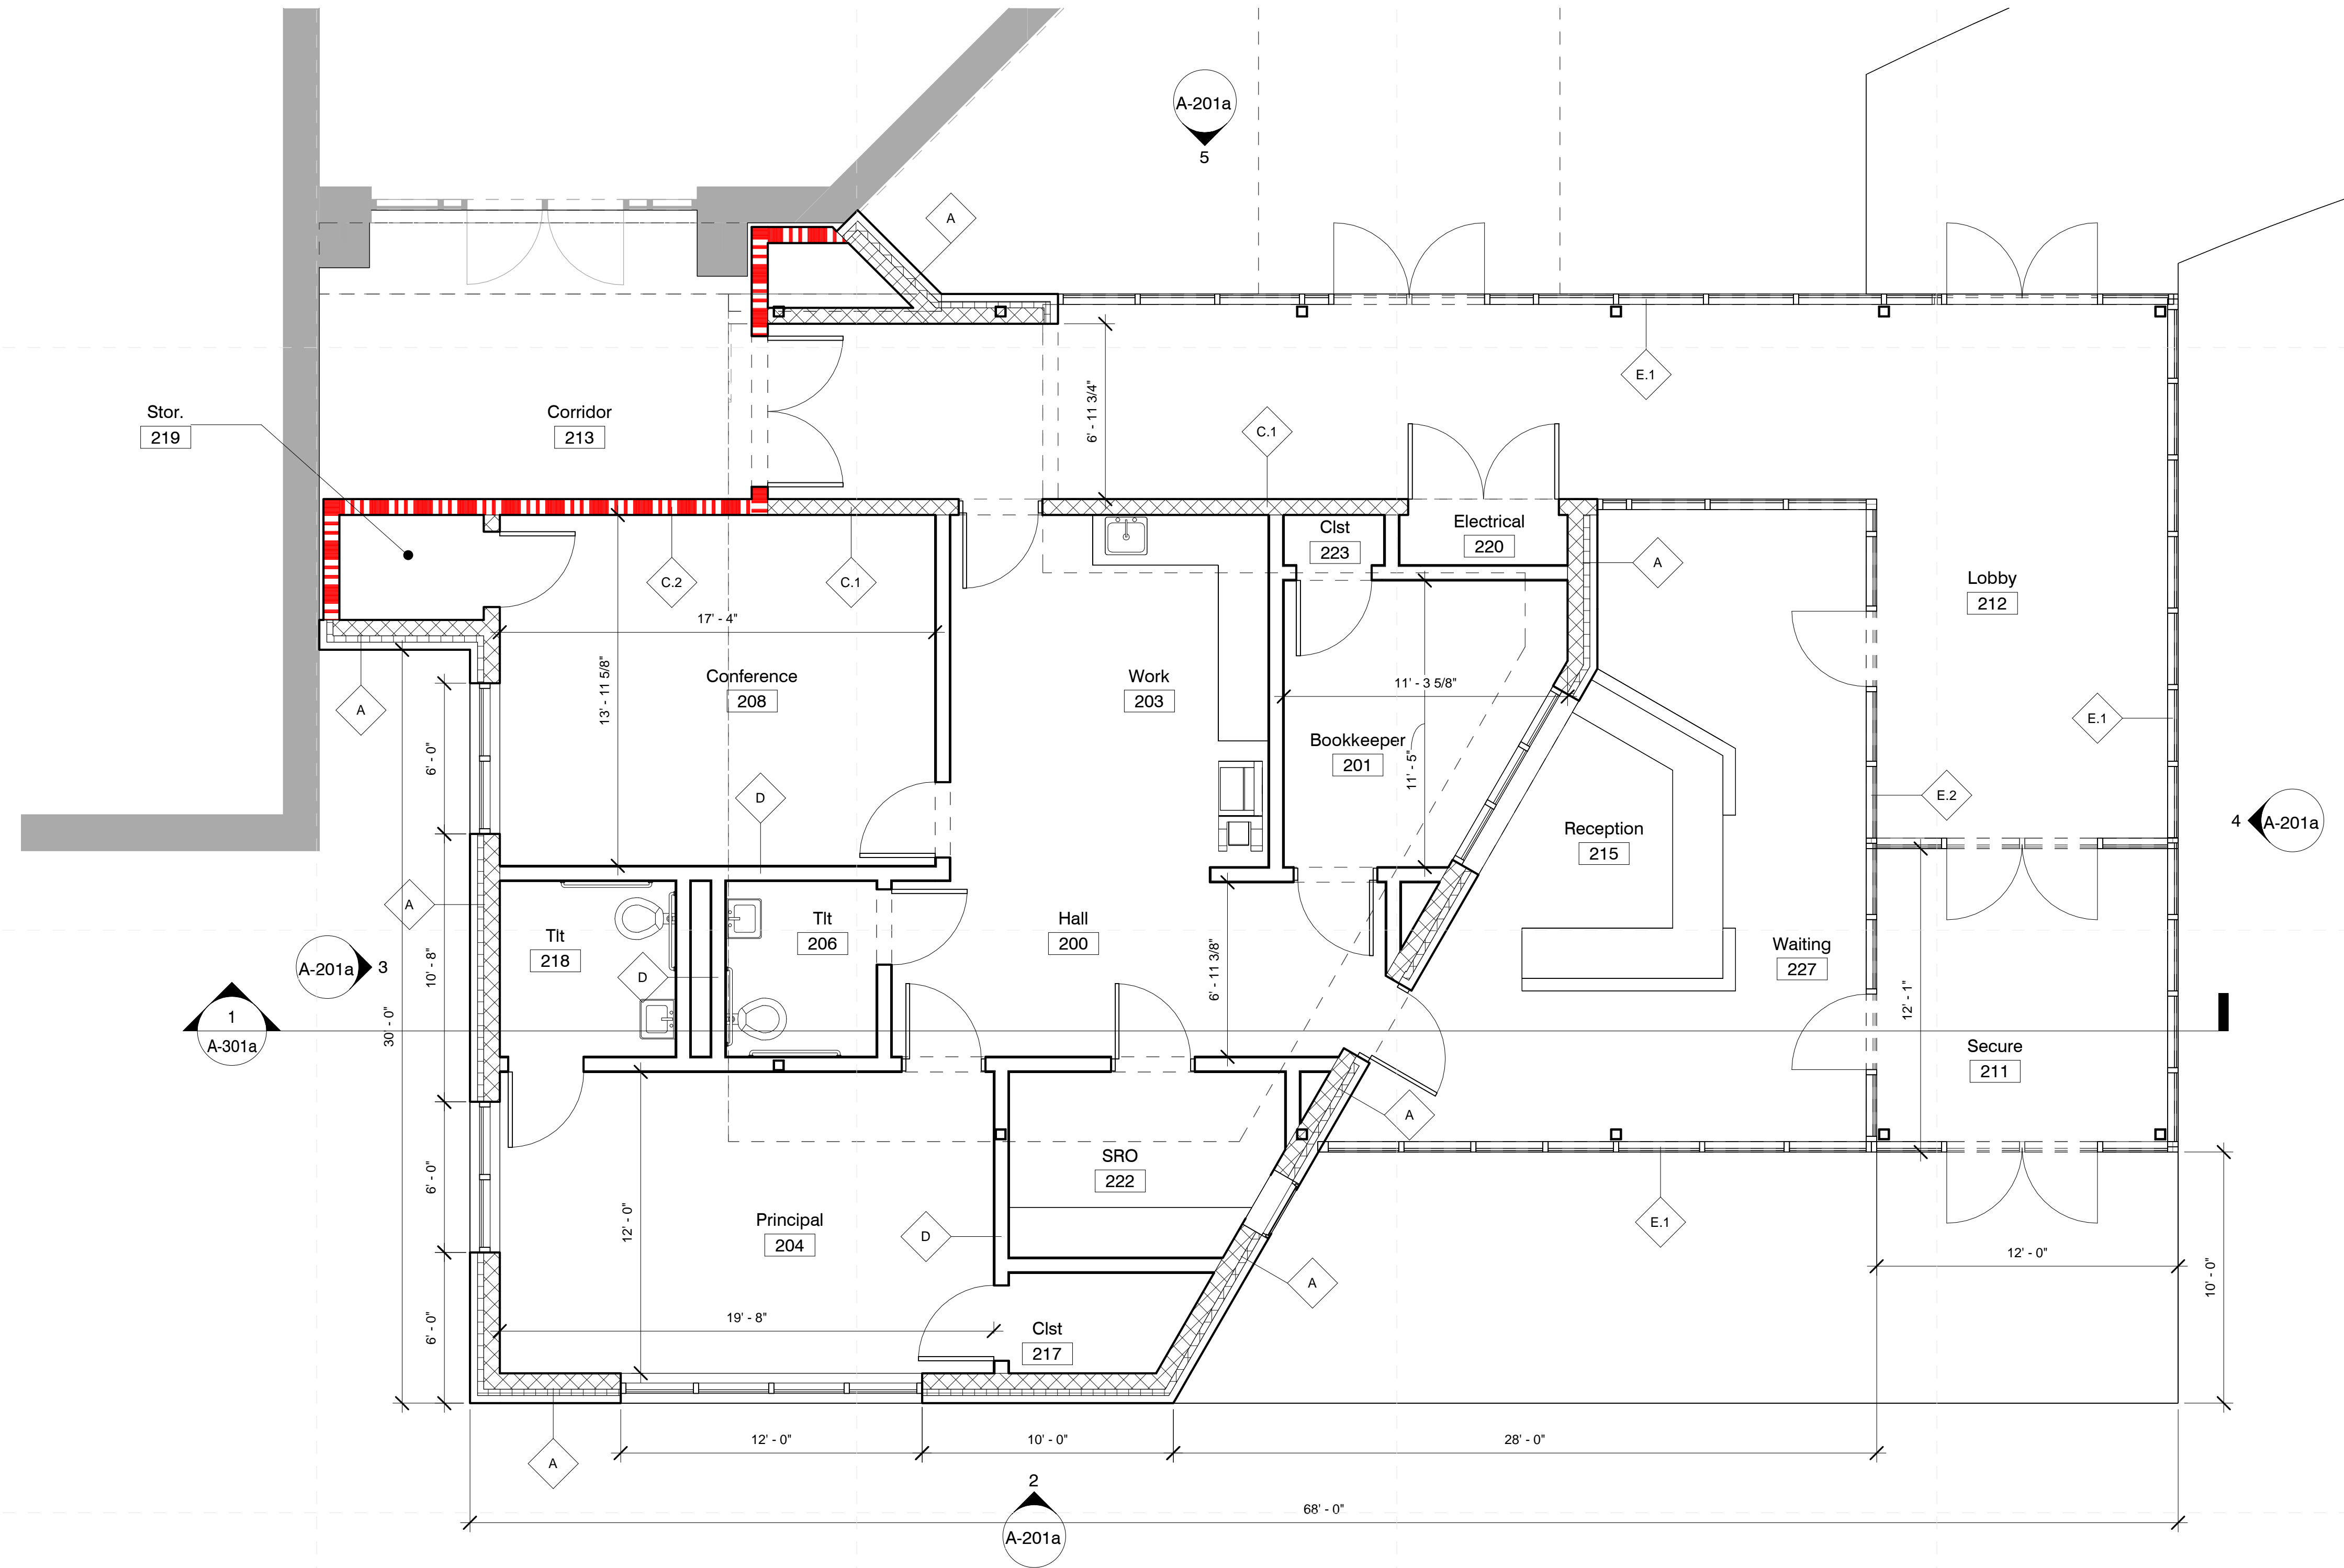 A-201a
5
A
Stor.
219
Corridor
213
6' - 11 3/4"
C.1
E.1
Clst
223
Electrical
220
C.2
C.1
A
Lobby
212
17' - 4"
13' - 11 5/8"
Conference
208
Work
203
11' - 3 5/8"
A
E.1
6' - 0"
Bookkeeper
201
11' - 5"
D
E.2
Reception
215
4
A-201a
A
Tlt
206
Hall
200
Tlt
218
Waiting
227
A-201a
3
10' - 8"
D
6' - 11 3/8"
12' - 1"
1
A-301a
30' - 0"
Secure
211
A
SRO
222
6' - 0"
12' - 0"
Principal
204
D
E.1
A
12' - 0"
10' - 0"
6' - 0"
19' - 8"
Clst
217
A
12' - 0"
10' - 0"
28' - 0"
2
A-201a
68' - 0"